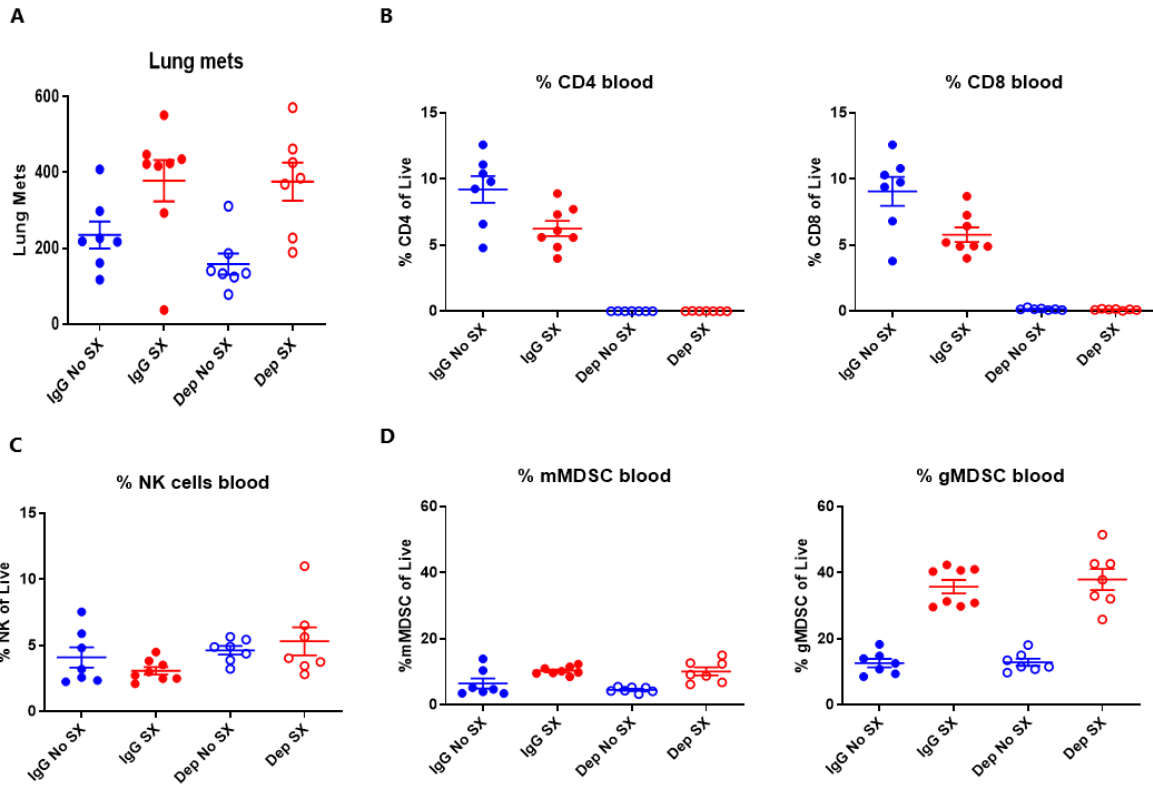 A
Lung mets
Lung Mets
600
400
200
0
IgG No SX
IgG SX
Dep No SX
Dep SX
B
% CD4 blood
% CD4 of Live
15
10
5
0
IgG No SX
IgG SX
Dep No SX
Dep SX
% CD8 blood
% CD8 of Live
15
10
5
0
IgG No SX
IgG SX
Dep No SX
Dep SX
C
% NK cells blood
% NK of Live
15
10
5
0
IgG No SX
IgG SX
Dep No SX
Dep SX
D
% mMDSC blood
%mMDSC of Live
60
40
20
0
IgG No SX
IgG SX
Dep No SX
Dep SX
% gMDSC blood
% gMDSC of Live
60
40
20
0
IgG No SX
IgG SX
Dep No SX
Dep SX